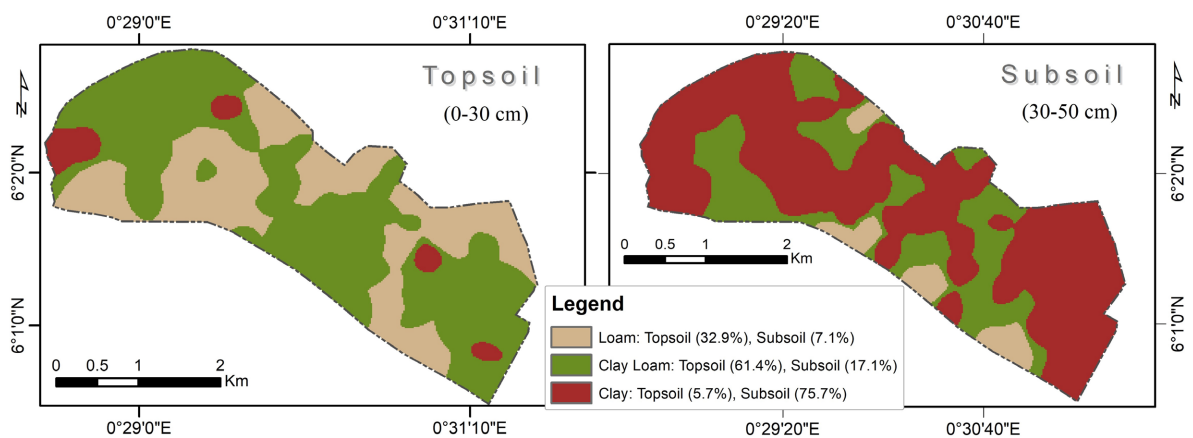 0°29'0"E 0°31'10"E 0°29'20"E 0°30'40"E
Topsoil
(0-30 cm)
Subsoil
(30-50 cm)
N
N
6°2'0"N
6°1'0"N
6°2'0"N
6°1'0"N
0 0.5 1 2
Km
0 0.5 1 2
Km
Legend
Loam: Topsoil (32.9%), Subsoil (7.1%)
Clay Loam: Topsoil (61.4%), Subsoil (17.1%)
Clay: Topsoil (5.7%), Subsoil (75.7%)
0°29'0"E 0°31'10"E 0°29'20"E 0°30'40"E